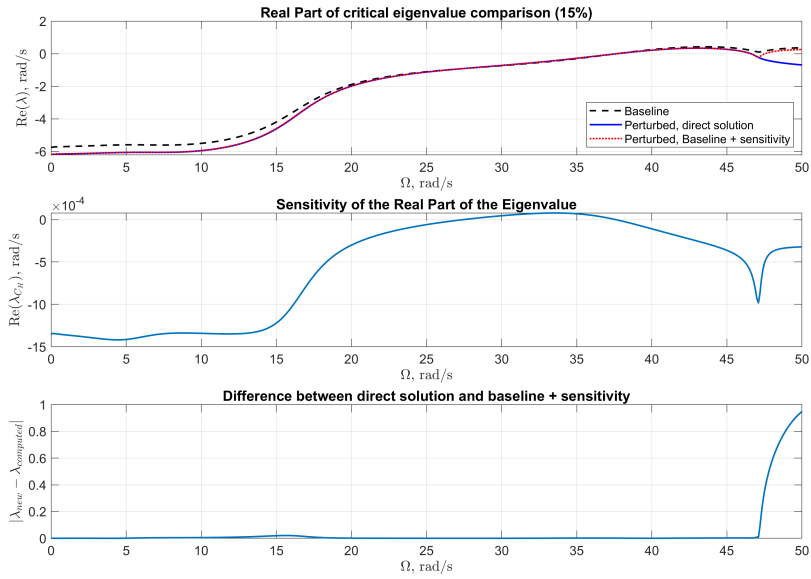 Real Part of critical eigenvalue comparison (15%)
Re(λ), rad/s
2
0
-2
-4
-6
Baseline
Perturbed, direct solution
Perturbed, Baseline + sensitivity
0 5 10 15 20 25 30 35 40 45 50
Ω, rad/s
Sensitivity of the Real Part of the Eigenvalue
×10⁻⁴
Re(λ_{C_H}), rad/s
0
-5
-10
-15
0 5 10 15 20 25 30 35 40 45 50
Ω, rad/s
Difference between direct solution and baseline + sensitivity
|λ_{new} − λ_{computed}|
1
0.8
0.6
0.4
0.2
0
0 5 10 15 20 25 30 35 40 45 50
Ω, rad/s